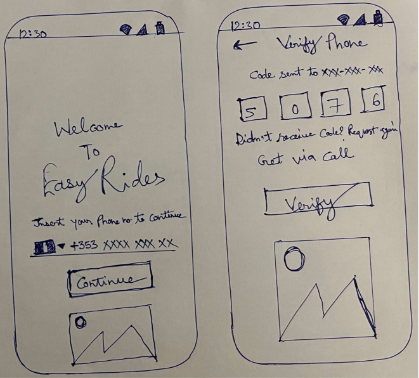 12:30
Welcome
To
Easy Rides
Insert your Phone no to continue
+353 XXXX XXX XX
Continue
12:30
Verify Phone
Code sent to XXX-XXX-XX
5 0 7 6
Didn't receive Code? Request again
Get via Call
Verify